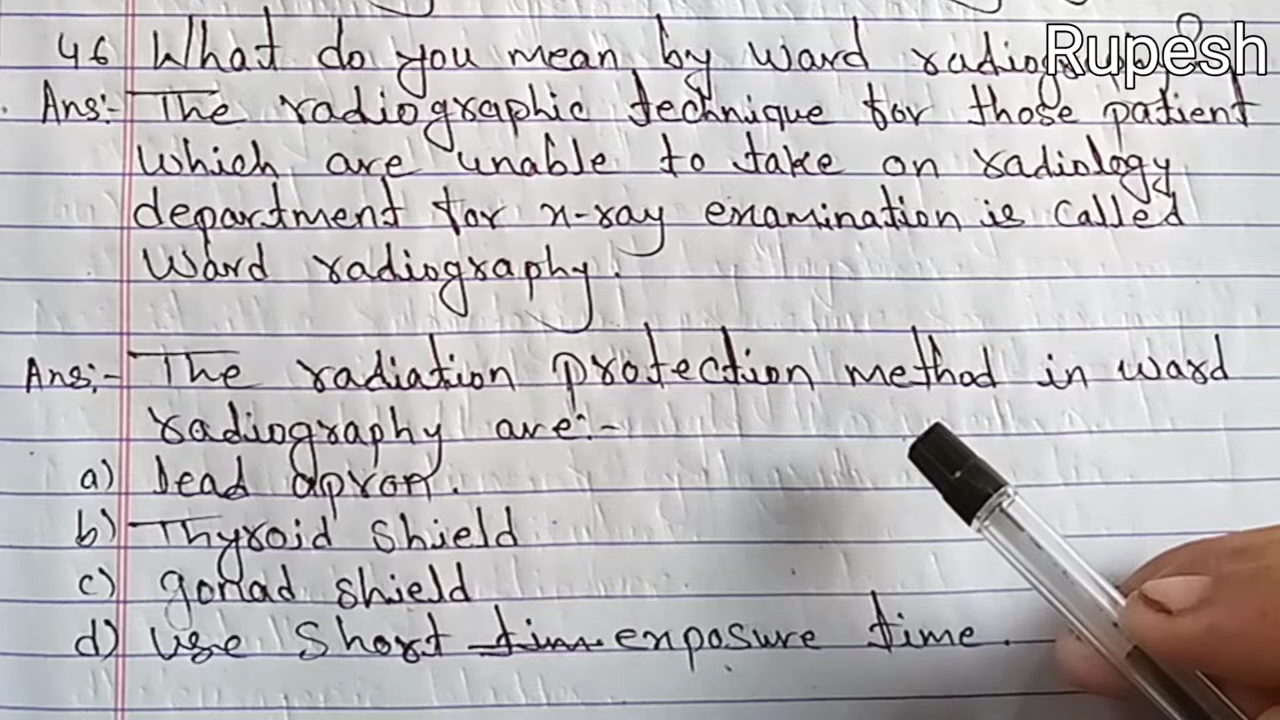 Rupesh
46 What do you mean by ward radiography?
Ans:- The radiographic technique for those patient
which are unable to take on radiology
department for x-ray examination is called
Ward radiography.
Ans:- The radiation protection method in ward
radiography are:-
a) lead apron.
b) Thyroid shield
c) gonad shield
d) use short tim exposure time.